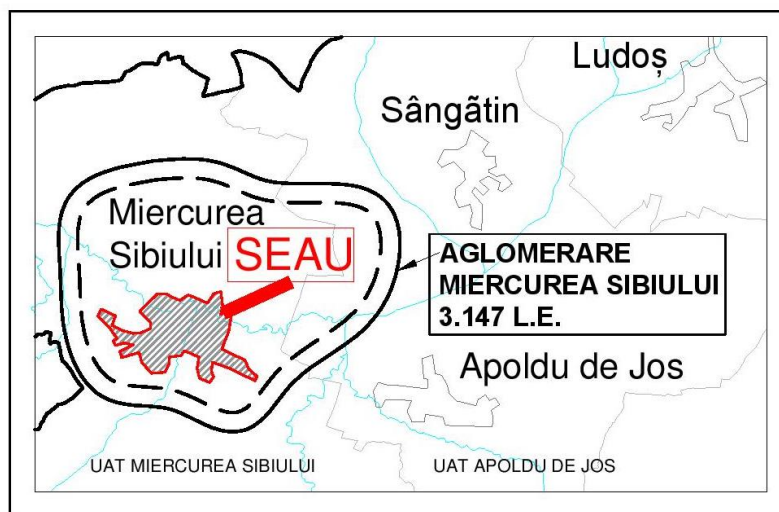 Ludoș
Sângãtin
Miercurea
Sibiului
SEAU
AGLOMERARE
MIERCUREA SIBIULUI
3.147 L.E.
Apoldu de Jos
UAT MIERCUREA SIBIULUI
UAT APOLDU DE JOS